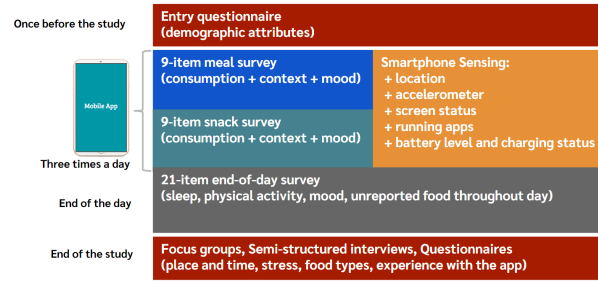 Once before the study
Entry questionnaire
(demographic attributes)
Mobile App
Three times a day
9-item meal survey
(consumption + context + mood)
9-item snack survey
(consumption + context + mood)
Smartphone Sensing:
+ location
+ accelerometer
+ screen status
+ running apps
+ battery level and charging status
End of the day
21-item end-of-day survey
(sleep, physical activity, mood, unreported food throughout day)
End of the study
Focus groups, Semi-structured interviews, Questionnaires
(place and time, stress, food types, experience with the app)